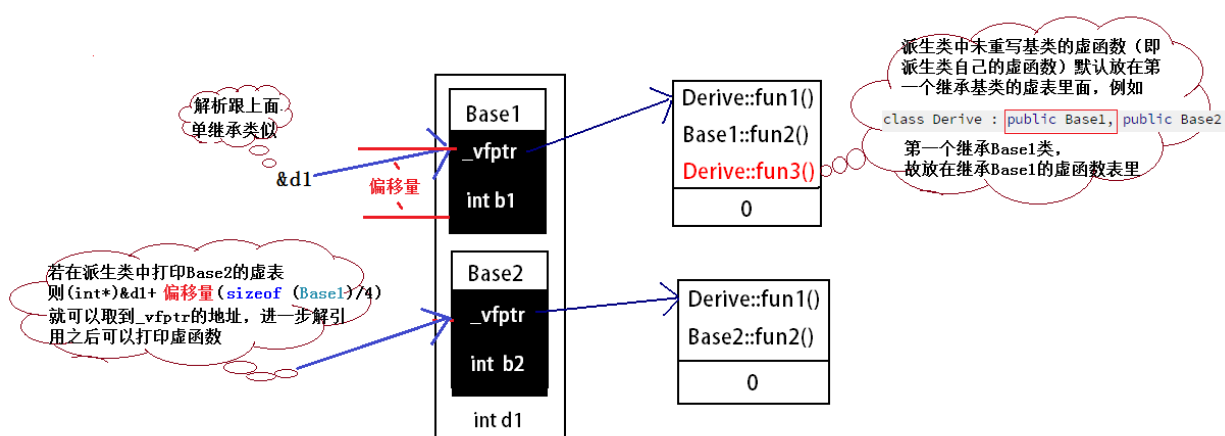 解析跟上面
单继承类似
&d1
偏移量
Base1
_vfptr
int b1
Derive::fun1()
Base1::fun2()
Derive::fun3()
0
派生类中未重写基类的虚函数（即
派生类自己的虚函数）默认放在第
一个继承基类的虚表里面，例如
class Derive : public Base1, public Base2
第一个继承Base1类，
故放在继承Base1的虚函数表里
若在派生类中打印Base2的虚表
则(int*)&d1+ 偏移量(sizeof (Base1)/4)
就可以取到_vfptr的地址，进一步解引
用之后可以打印虚函数
Base2
_vfptr
int b2
int d1
Derive::fun1()
Base2::fun2()
0